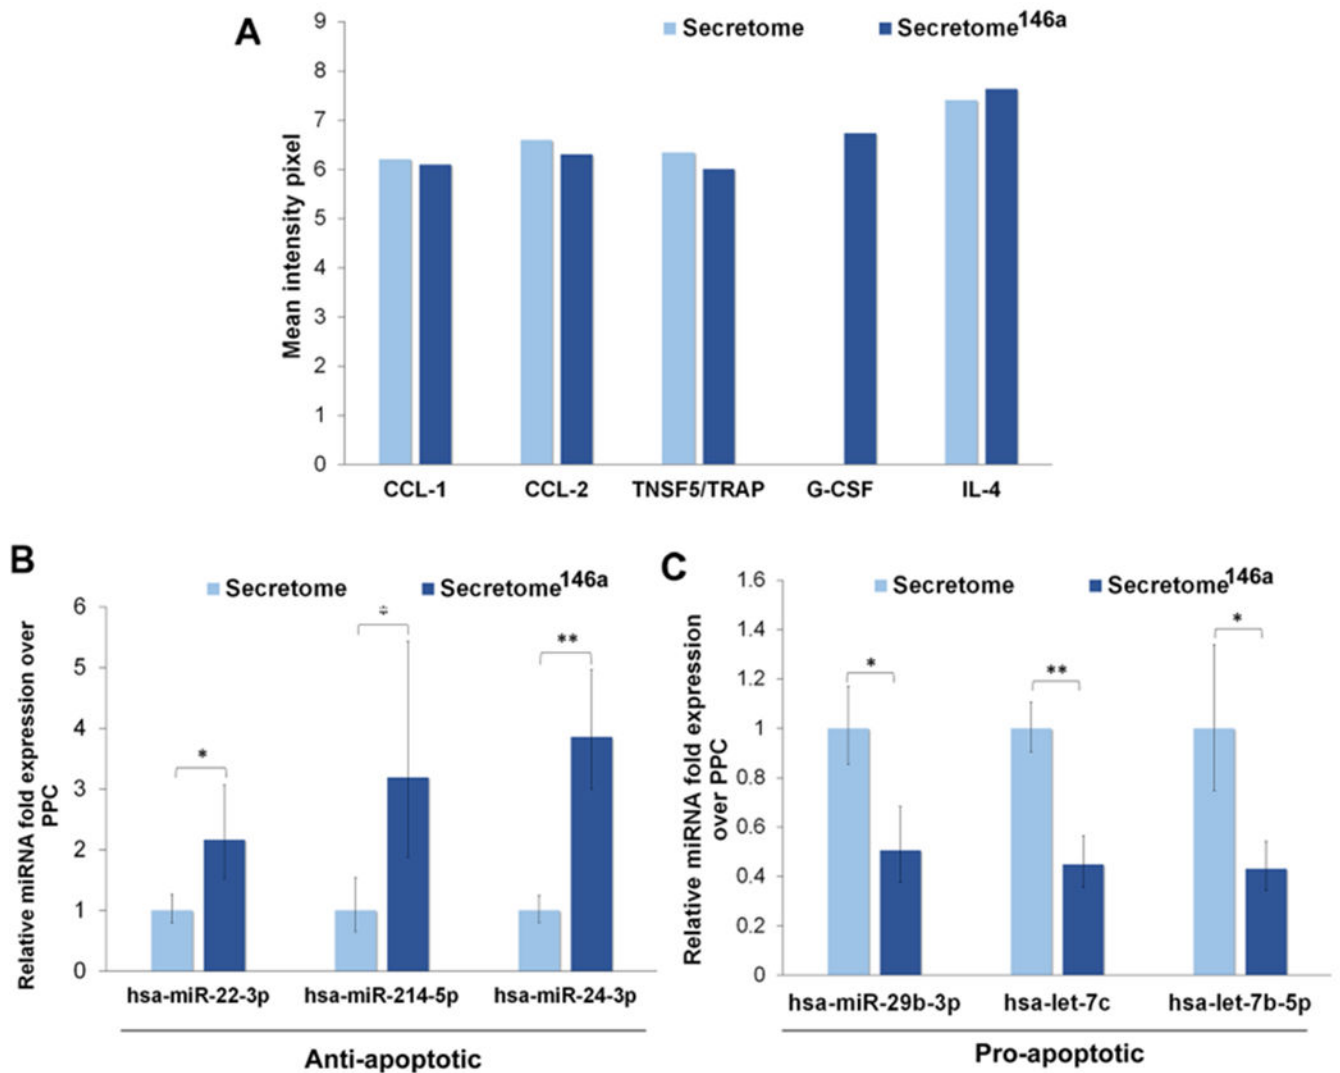 A
Secretome Secretome146a
9
8
7
6
5
4
3
2
1
0
Mean intensity pixel
CCL-1 CCL-2 TNSF5/TRAP G-CSF IL-4
B
Secretome Secretome146a
6
5
4
3
2
1
0
Relative miRNA fold expression over
PPC
*
*
**
hsa-miR-22-3p hsa-miR-214-5p hsa-miR-24-3p
Anti-apoptotic
C
Secretome Secretome146a
1.6
1.4
1.2
1
0.8
0.6
0.4
0.2
0
Relative miRNA fold expression
over PPC
*
**
*
hsa-miR-29b-3p hsa-let-7c hsa-let-7b-5p
Pro-apoptotic